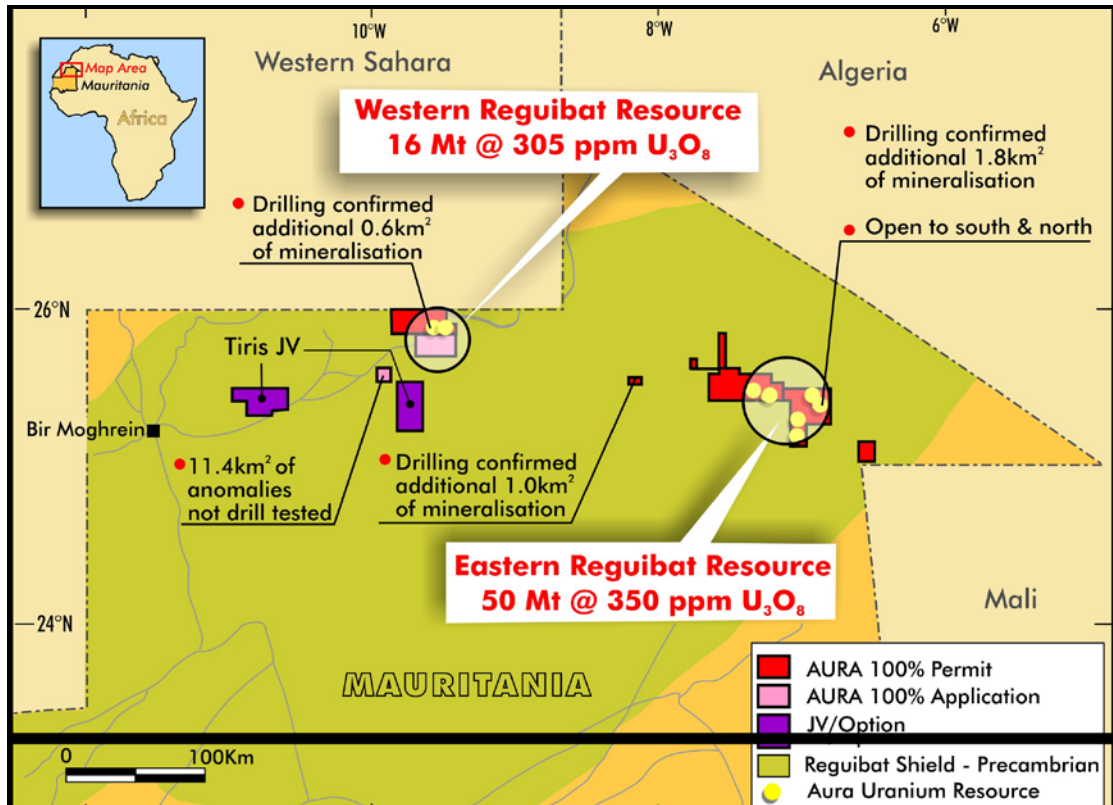 10°W
8°W
6°W
Western Sahara
Algeria
Map Area
Mauritania
Africa
Western Reguibat Resource
16 Mt @ 305 ppm U₃O₈
Drilling confirmed
additional 1.8km²
of mineralisation
Open to south & north
Drilling confirmed
additional 0.6km²
of mineralisation
26°N
Tiris JV
Bir Moghrein
11.4km² of
anomalies
not drill tested
Drilling confirmed
additional 1.0km²
of mineralisation
Eastern Reguibat Resource
50 Mt @ 350 ppm U₃O₈
Mali
24°N
MAURITANIA
AURA 100% Permit
AURA 100% Application
JV/Option
Reguibat Shield - Precambrian
Aura Uranium Resource
0 100Km